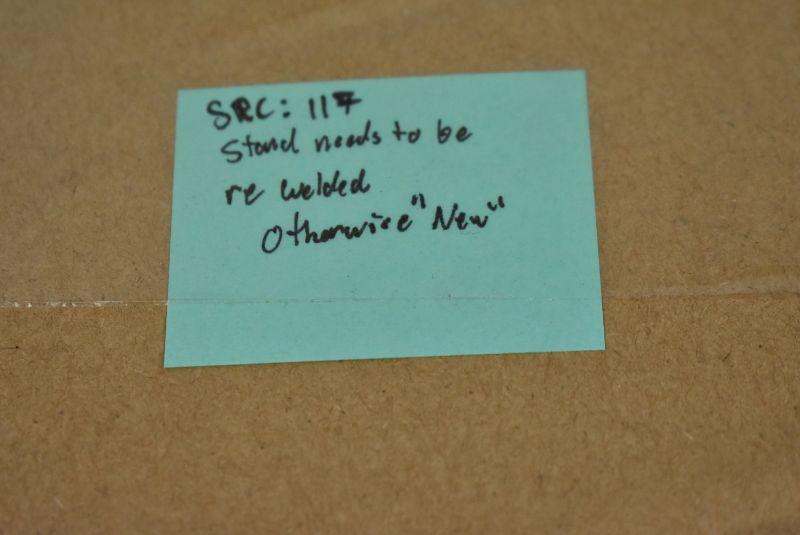 SRC: 117
Stand needs to be
re welded
Otherwise "New"